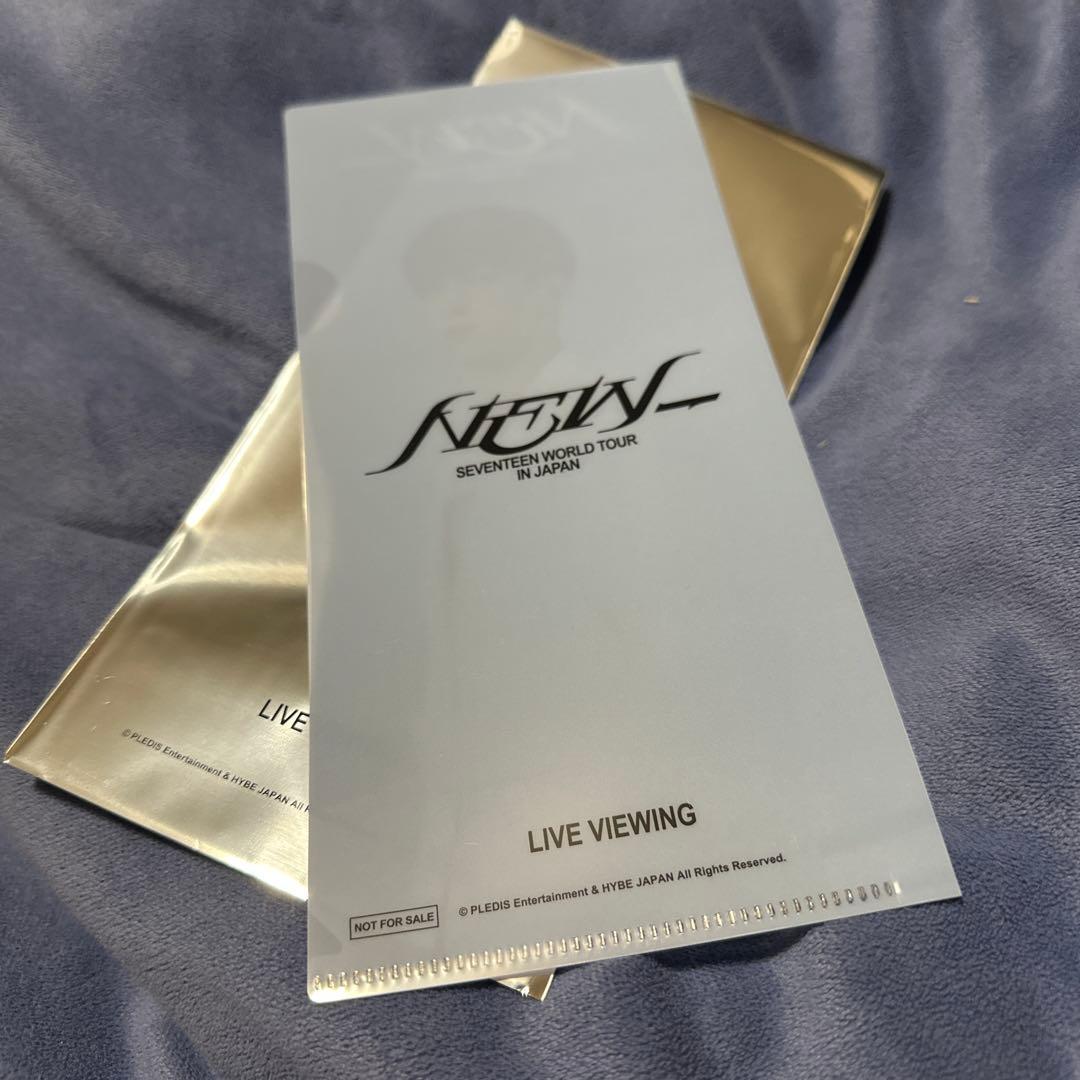 NEW_
NEW_
SEVENTEEN WORLD TOUR
IN JAPAN
LIVE VIEWING
© PLEDIS Entertainment & HYBE JAPAN All Rights Reserved.
NOT FOR SALE
LIVE
© PLEDIS Entertainment & HYBE JAPAN All